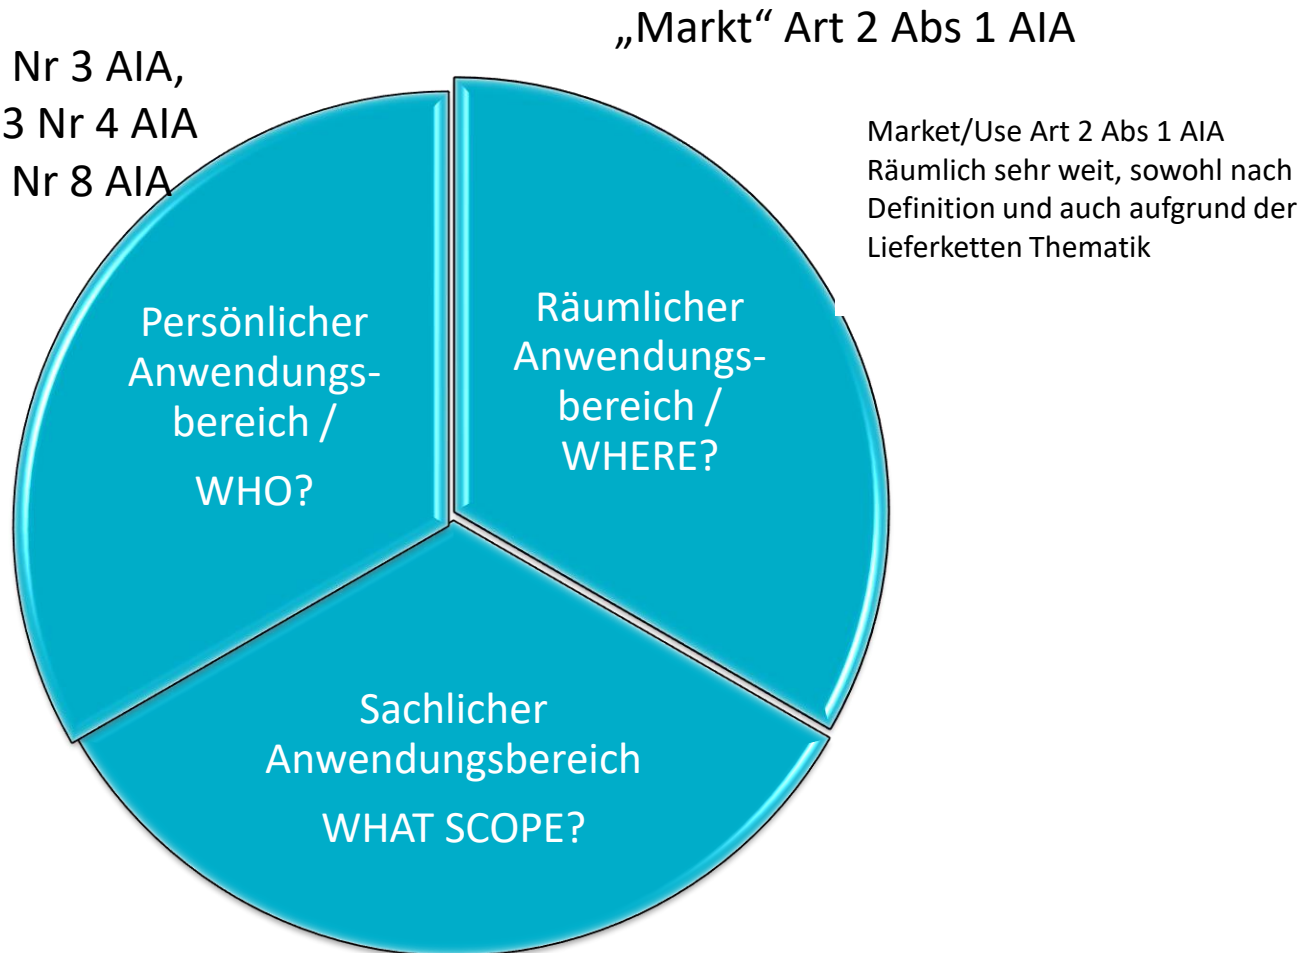 „Markt“ Art 2 Abs 1 AIA
Nr 3 AIA,
3 Nr 4 AIA
Nr 8 AIA
Market/Use Art 2 Abs 1 AIA
Räumlich sehr weit, sowohl nach
Definition und auch aufgrund der
Lieferketten Thematik
Persönlicher
Anwendungs-
bereich /
WHO?
Räumlicher
Anwendungs-
bereich /
WHERE?
Sachlicher
Anwendungsbereich
WHAT SCOPE?